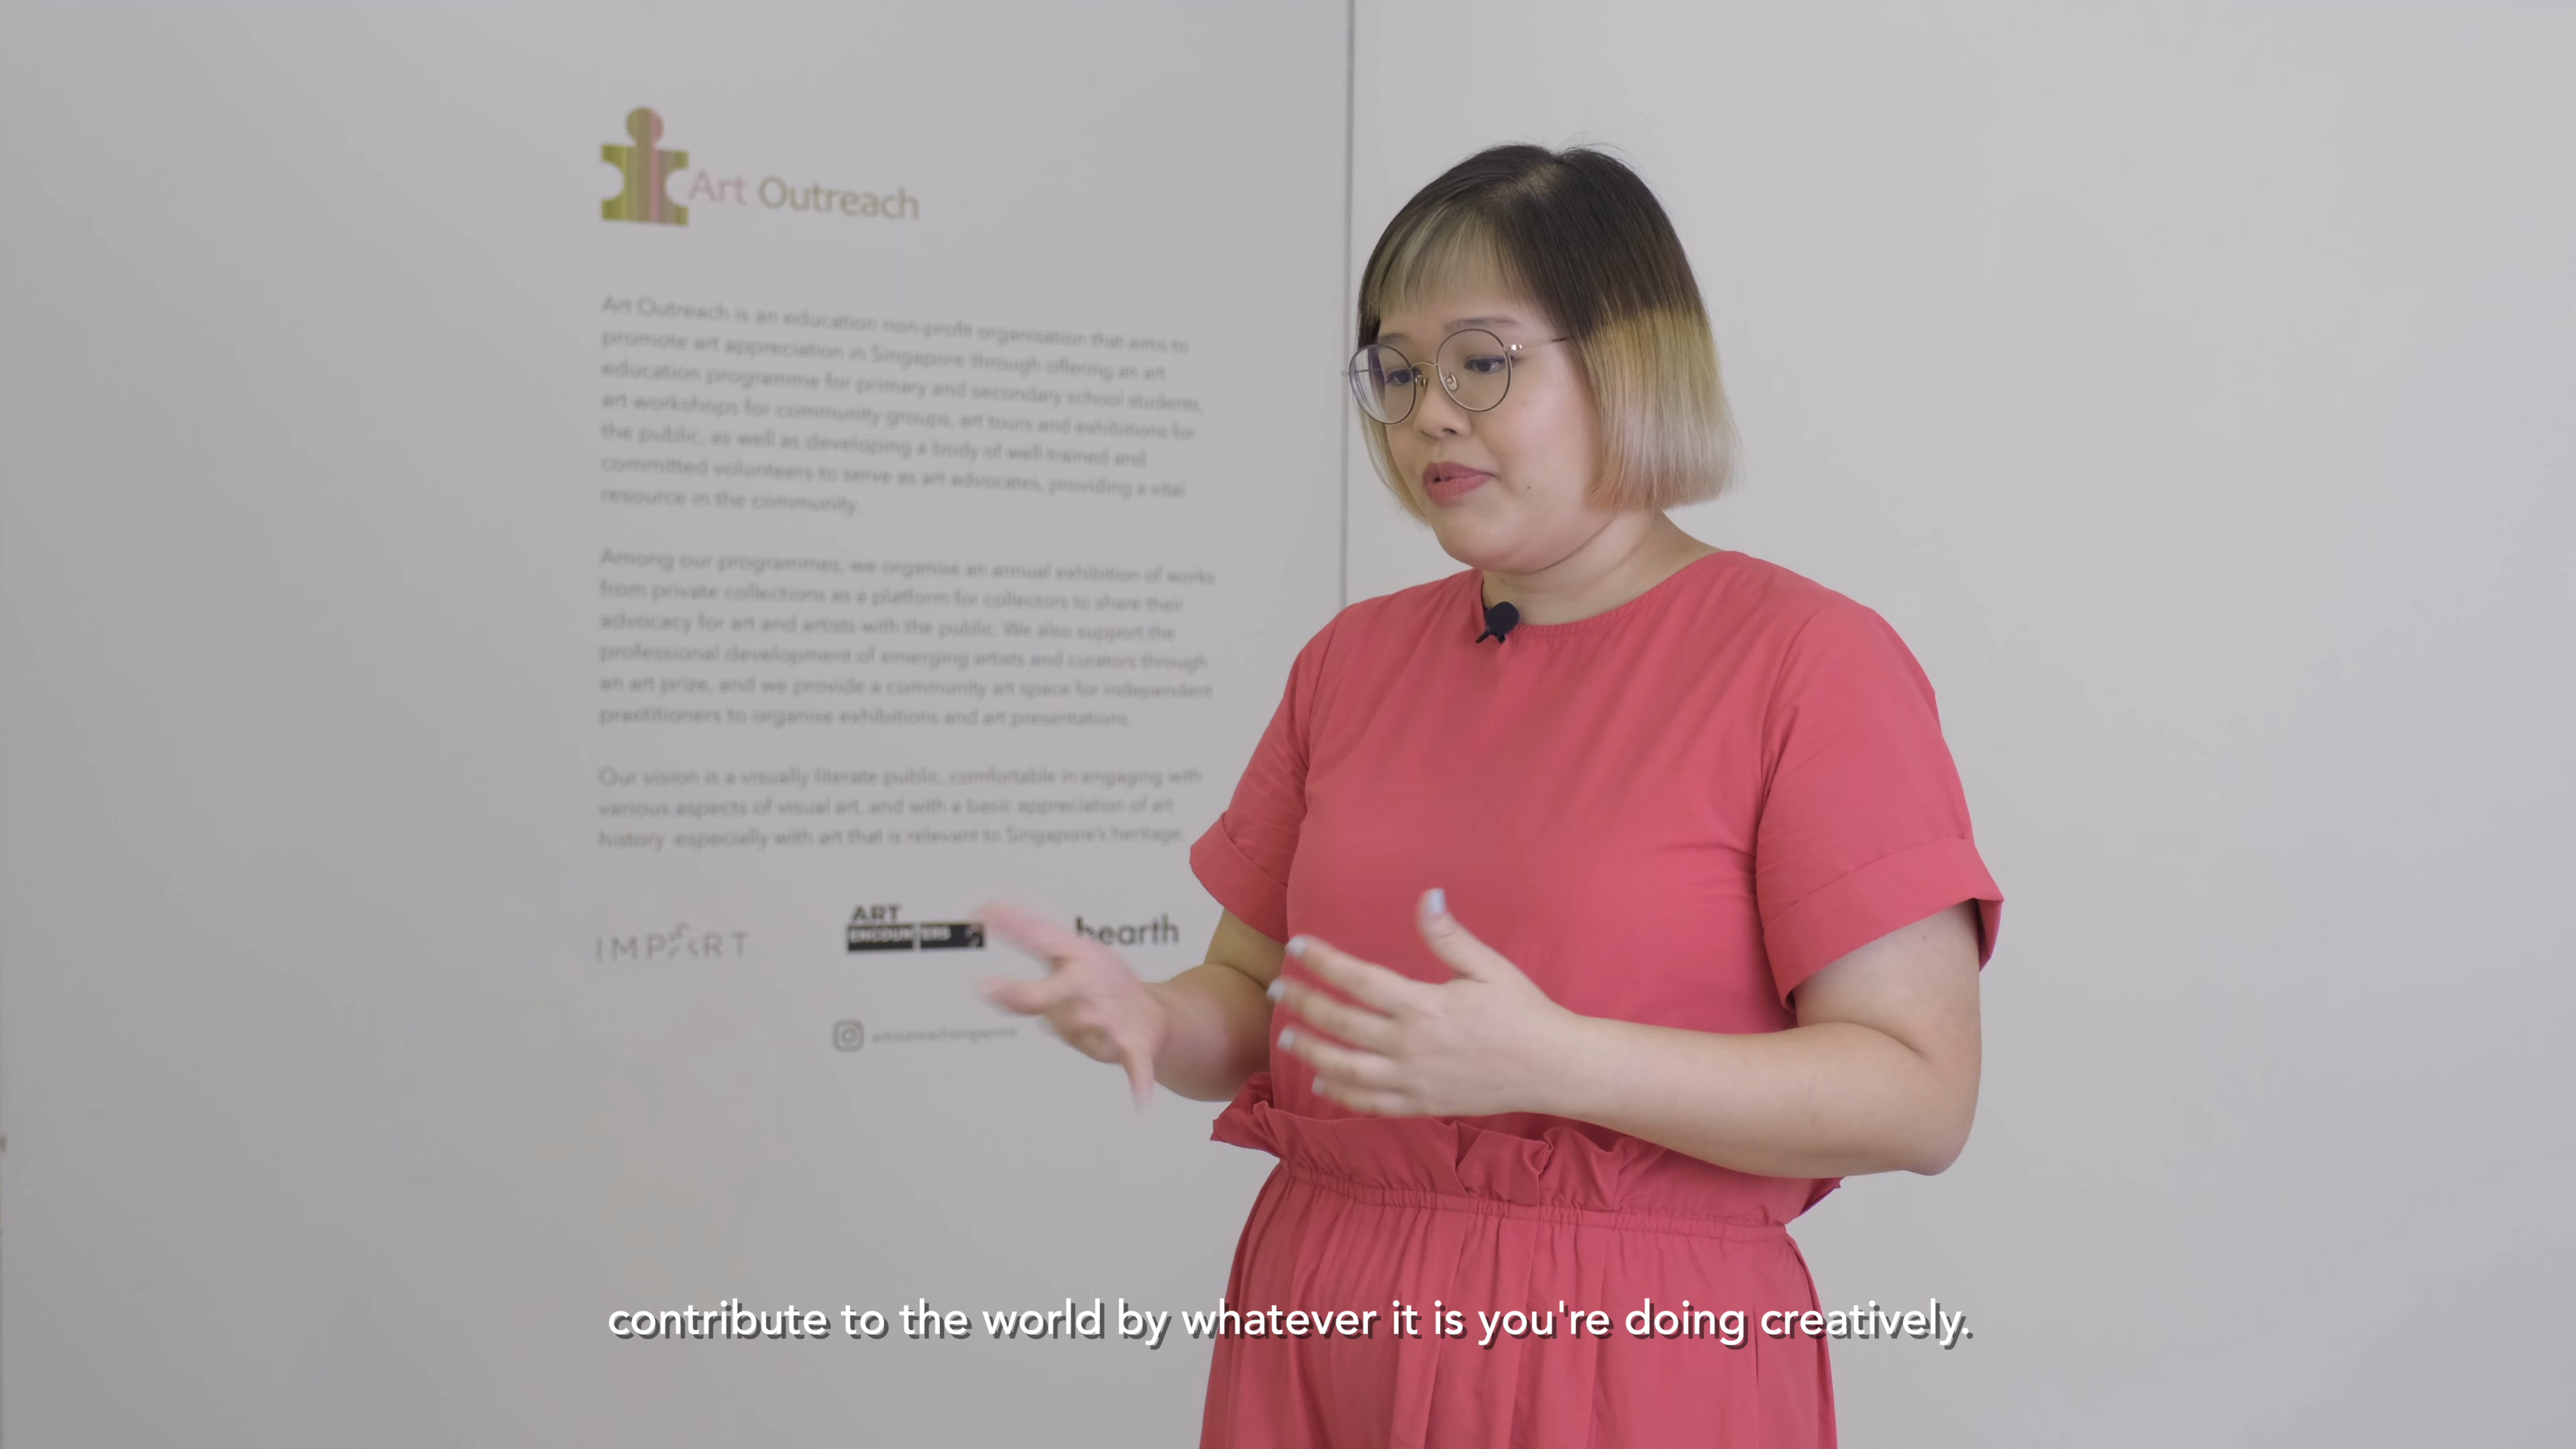 Art Outreach
Art Outreach is an education non-profit organisation that aims to
promote art appreciation in Singapore through offering an art
education programme for primary and secondary school students,
art workshops for community groups, art tours and exhibitions for
the public, as well as developing a body of well-trained and
committed volunteers to serve as art advocates, providing a vital
resource in the community.
Among our programmes, we organise an annual exhibition of works
from private collections as a platform for collectors to share their
advocacy for art and artists with the public. We also support the
professional development of emerging artists and curators through
an art prize, and we provide a community art space for independent
practitioners to organise exhibitions and art presentations.
Our vision is a visually literate public, comfortable in engaging with
various aspects of visual art, and with a basic appreciation of art
history especially with art that is relevant to Singapore's heritage.
IMPART
ART
ENCOUNTERS
hearth
artoutreachsingapore
contribute to the world by whatever it is you're doing creatively.